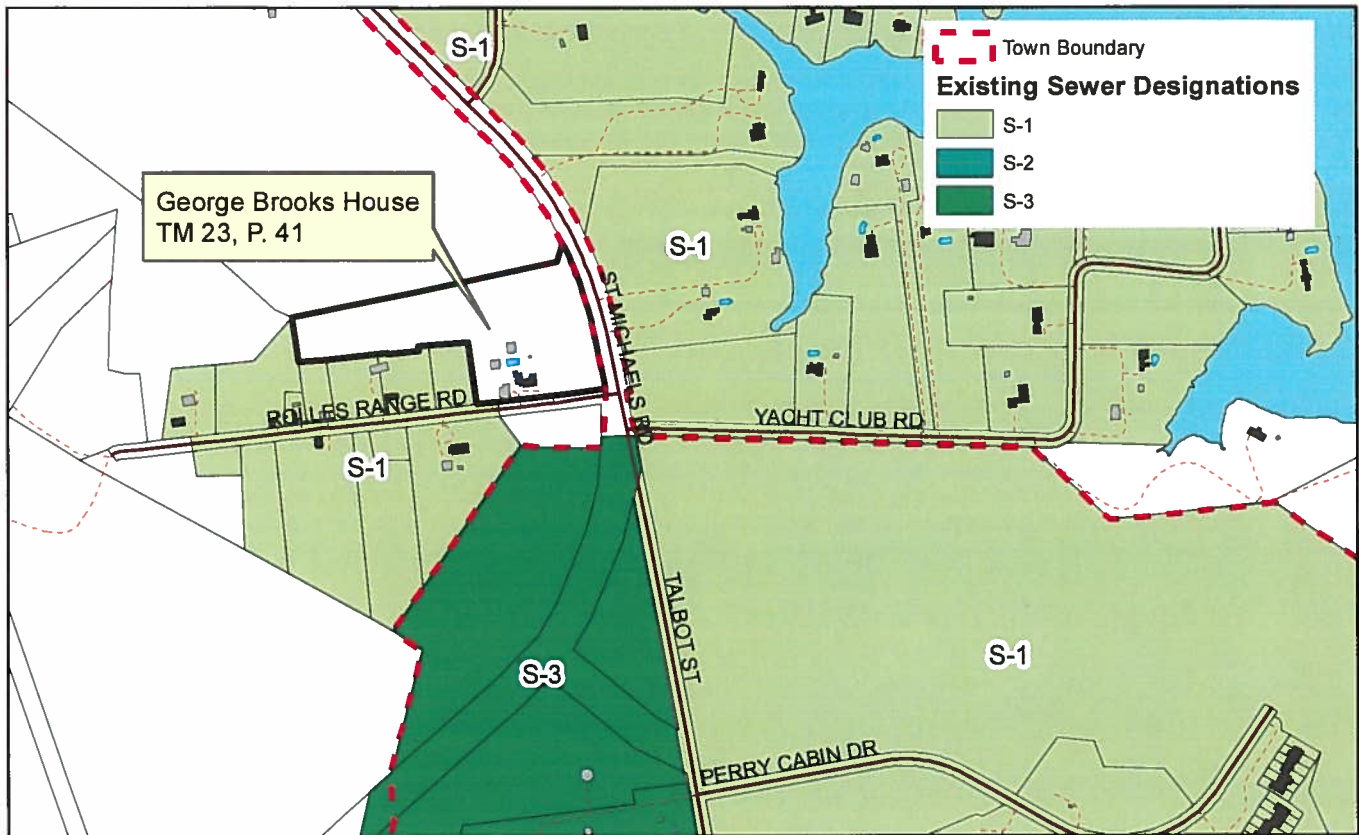 S-1
Town Boundary
Existing Sewer Designations
S-1
S-2
S-3
George Brooks House
TM 23, P. 41
S-1
ST MICHAELS RD
ROLLES RANGE RD
YACHT CLUB RD
S-1
TALBOT ST
S-1
S-3
PERRY CABIN DR